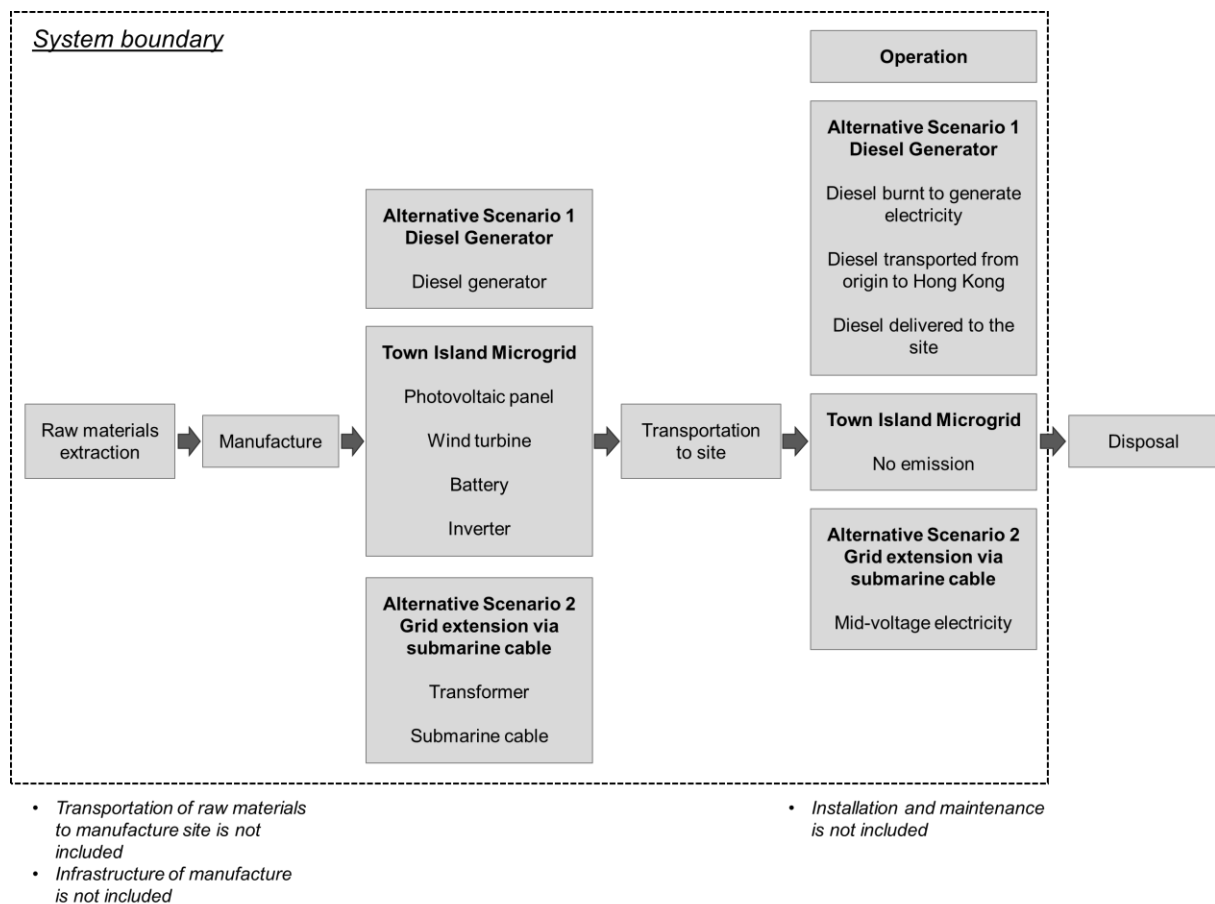 System boundary
Raw materials
extraction
Manufacture
Alternative Scenario 1
Diesel Generator
Diesel generator
Town Island Microgrid
Photovoltaic panel
Wind turbine
Battery
Inverter
Alternative Scenario 2
Grid extension via
submarine cable
Transformer
Submarine cable
Transportation
to site
Operation
Alternative Scenario 1
Diesel Generator
Diesel burnt to generate
electricity
Diesel transported from
origin to Hong Kong
Diesel delivered to the
site
Town Island Microgrid
No emission
Alternative Scenario 2
Grid extension via
submarine cable
Mid-voltage electricity
Disposal
• Transportation of raw materials
to manufacture site is not
included
• Infrastructure of manufacture
is not included
• Installation and maintenance
is not included